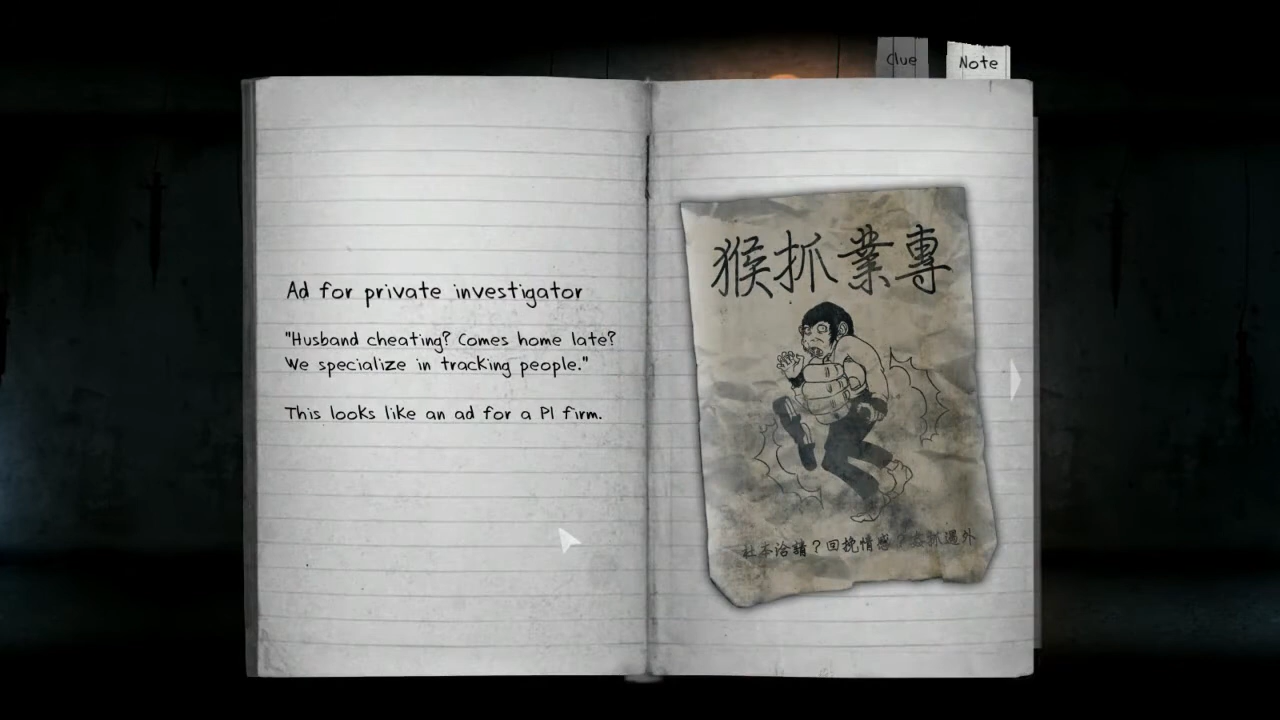 Clue
Note
Ad for private investigator
"Husband cheating? Comes home late?
We specialize in tracking people."
This looks like an ad for a PI firm.
專業抓猴
外遇抓姦？感情挽回？請洽本社